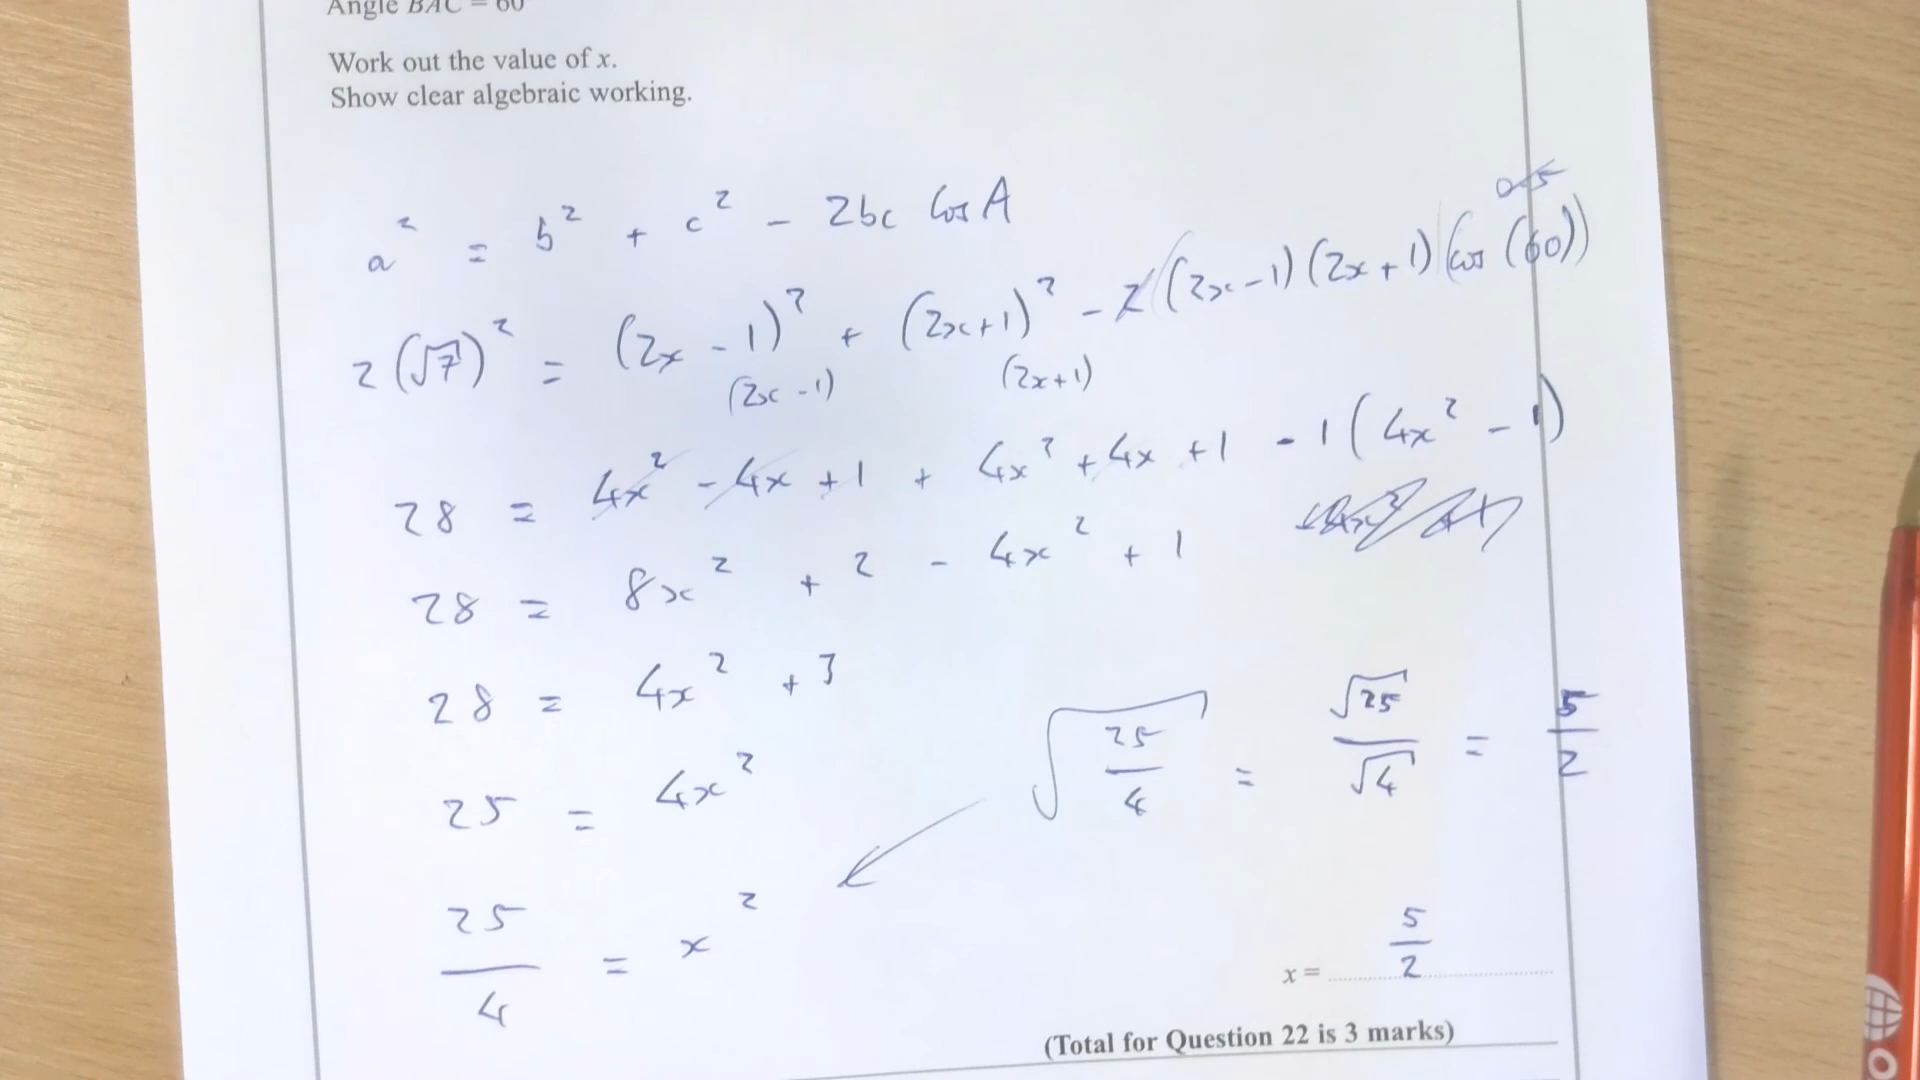 Angle BAC = 60
Work out the value of x.
Show clear algebraic working.
a² = b² + c² - 2bc Cos A
0.5
2(√7)² = (2x - 1)² + (2x+1)² - 2((2x-1)(2x+1)(cos(60))
(2x-1) (2x+1)
28 = 4x² - 4x + 1 + 4x² + 4x + 1 - 1(4x² - 1)
28 = 8x² + 2 - 4x² + 1
28 = 4x² + 3
25 = 4x²
√(25/4) = √25/√4 = 5/2
25/4 = x²
x = 5/2
(Total for Question 22 is 3 marks)